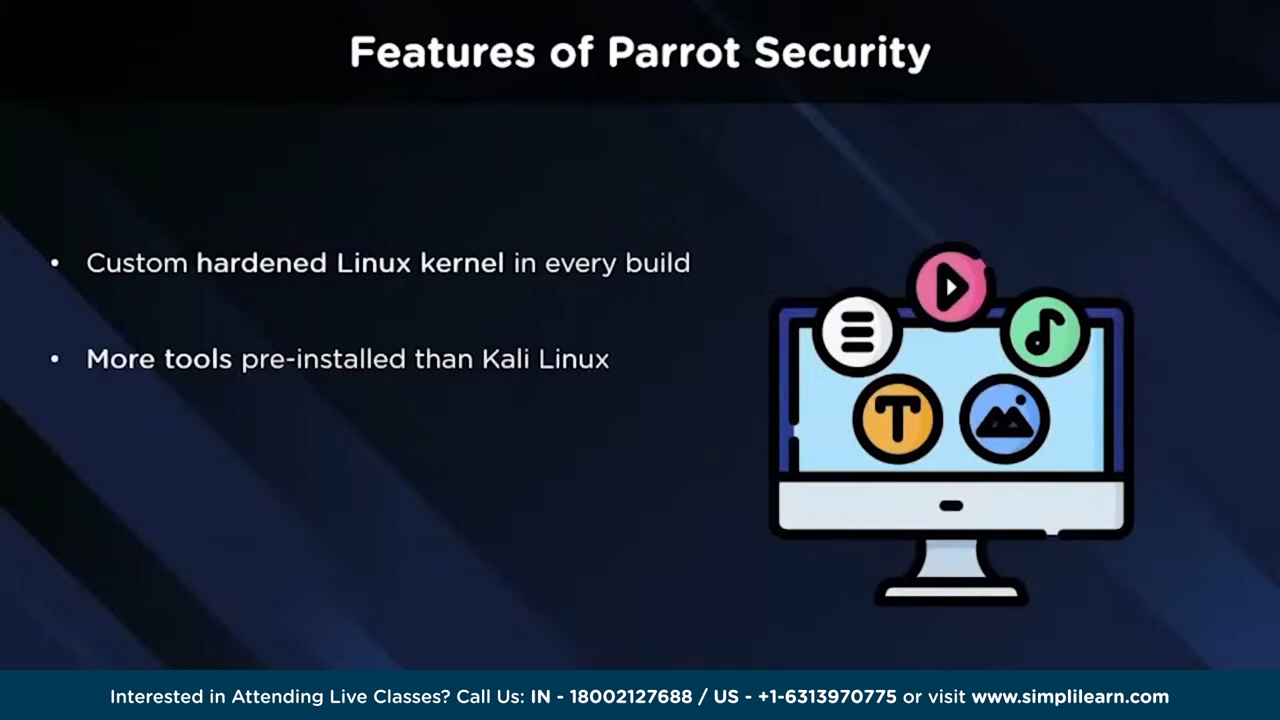 Features of Parrot Security
• Custom hardened Linux kernel in every build
• More tools pre-installed than Kali Linux
T
Interested in Attending Live Classes? Call Us: IN - 18002127688 / US - +1-6313970775 or visit www.simplilearn.com